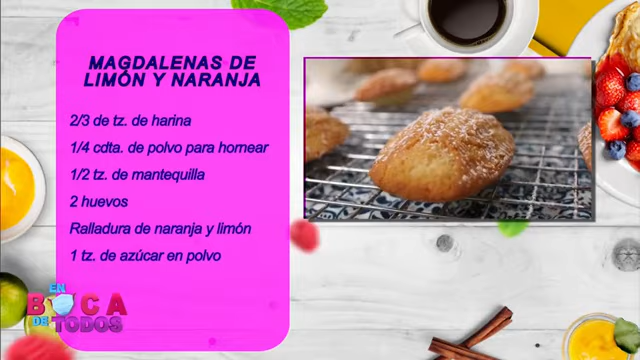 MAGDALENAS DE
LIMÓN Y NARANJA
2/3 de tz. de harina
1/4 cdta. de polvo para hornear
1/2 tz. de mantequilla
2 huevos
Ralladura de naranja y limón
1 tz. de azúcar en polvo
EN
BOCA
DE TODOS